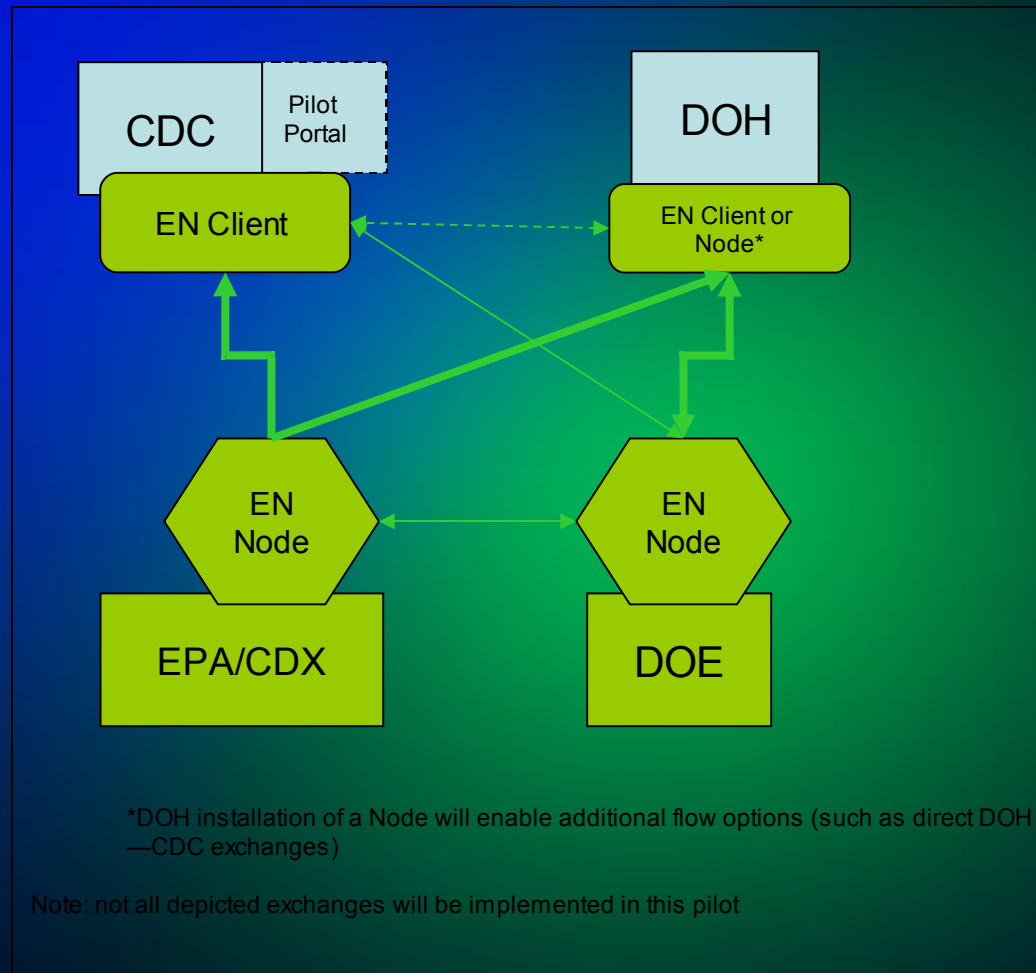 CDC
Pilot
Portal
DOH
EN Client
EN Client or
Node*
EN
Node
EN
Node
EPA/CDX
DOE
*DOH installation of a Node will enable additional flow options (such as direct DOH
—CDC exchanges)
Note: not all depicted exchanges will be implemented in this pilot